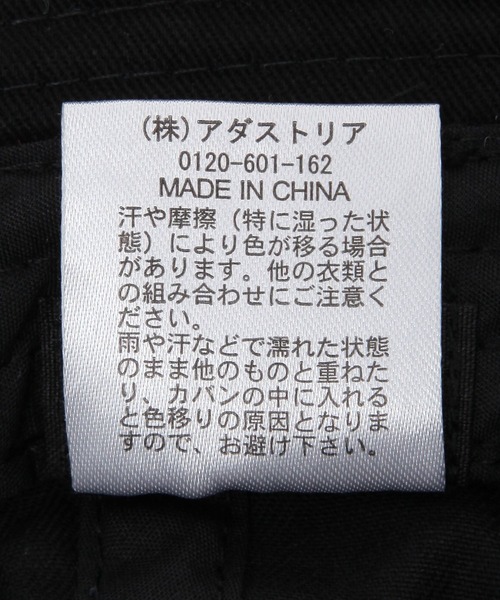 (株)アダストリア
0120-601-162
MADE IN CHINA
汗や摩擦（特に湿った状
態）により色が移る場合
があります。他の衣類と
の組み合わせにご注意く
ださい。
雨や汗などで濡れた状態
のまま他のものと重ねた
り、カバンの中に入れる
と色移りの原因となりま
すので、お避け下さい。